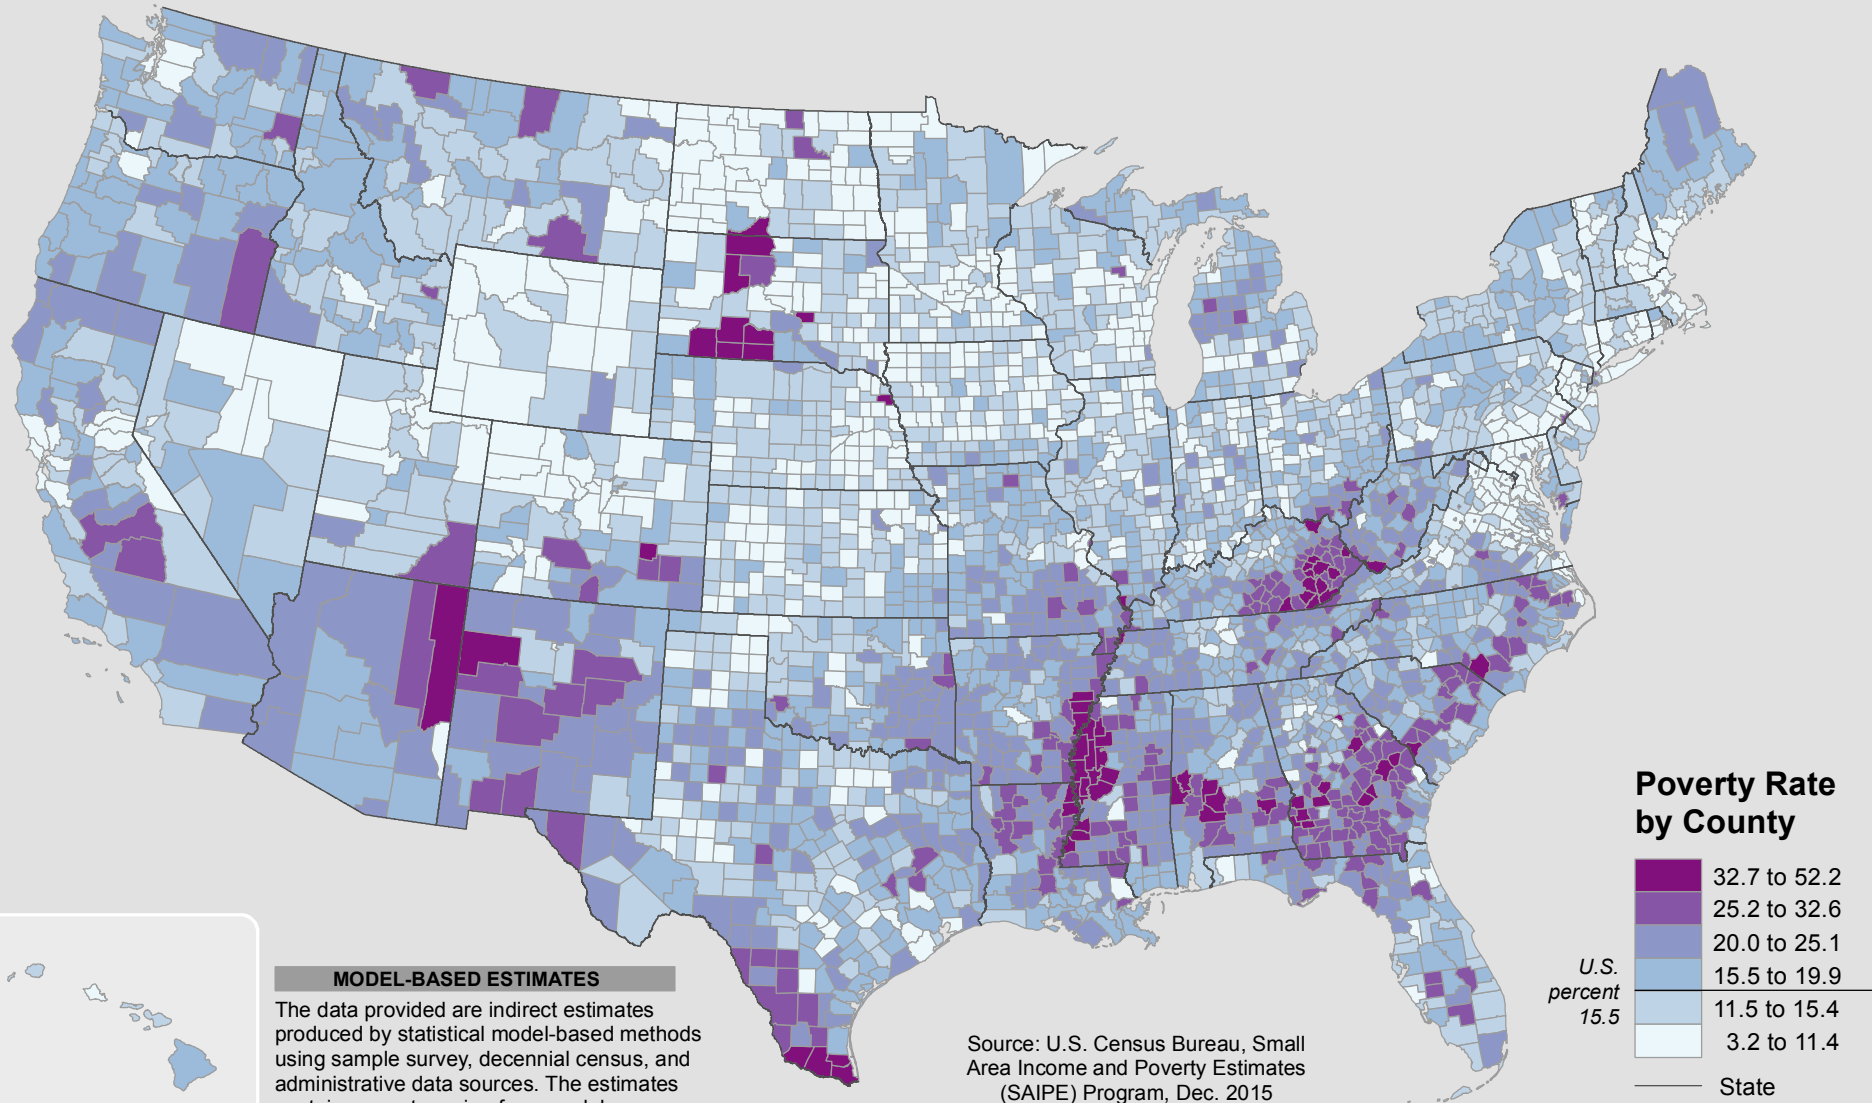 Poverty Rate
by County
32.7 to 52.2
25.2 to 32.6
20.0 to 25.1
15.5 to 19.9
11.5 to 15.4
3.2 to 11.4
U.S.
percent
15.5
State
MODEL-BASED ESTIMATES
The data provided are indirect estimates
produced by statistical model-based methods
using sample survey, decennial census, and
administrative data sources. The estimates
Source: U.S. Census Bureau, Small
Area Income and Poverty Estimates
(SAIPE) Program, Dec. 2015